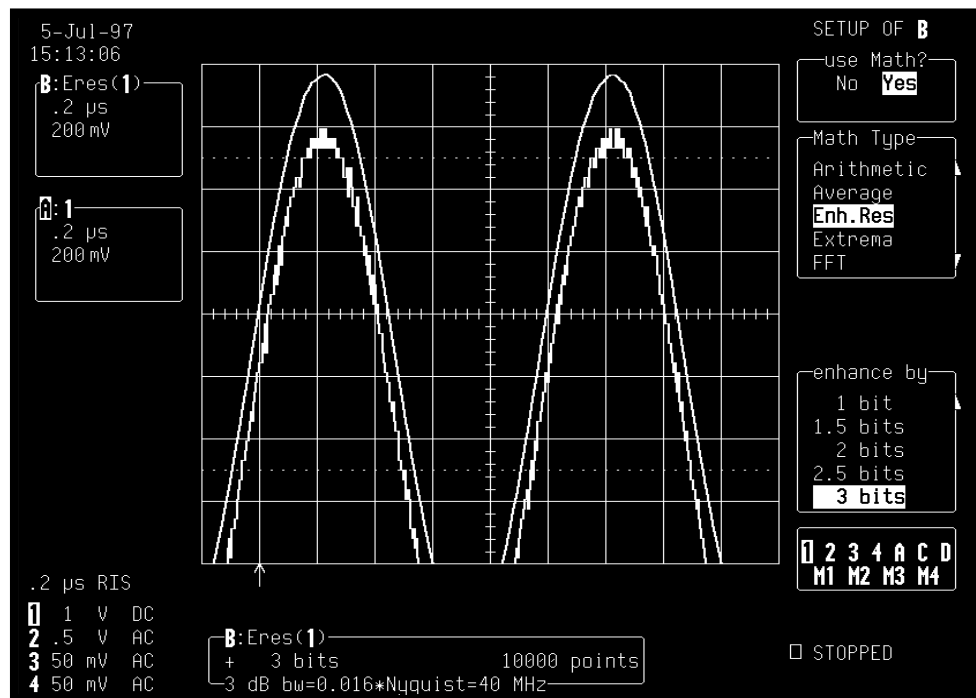 5-Jul-97
15:13:06
B:Eres(1)
.2 µs
200 mV
A:1
.2 µs
200 mV
SETUP OF B
use Math?
No Yes
Math Type
Arithmetic
Average
Enh.Res
Extrema
FFT
enhance by
1 bit
1.5 bits
2 bits
2.5 bits
3 bits
1 2 3 4 A C D
M1 M2 M3 M4
.2 µs RIS
1 1 V DC
2 .5 V AC
3 50 mV AC
4 50 mV AC
B:Eres(1)
+ 3 bits 10000 points
3 dB bw=0.016*Nyquist=40 MHz
STOPPED